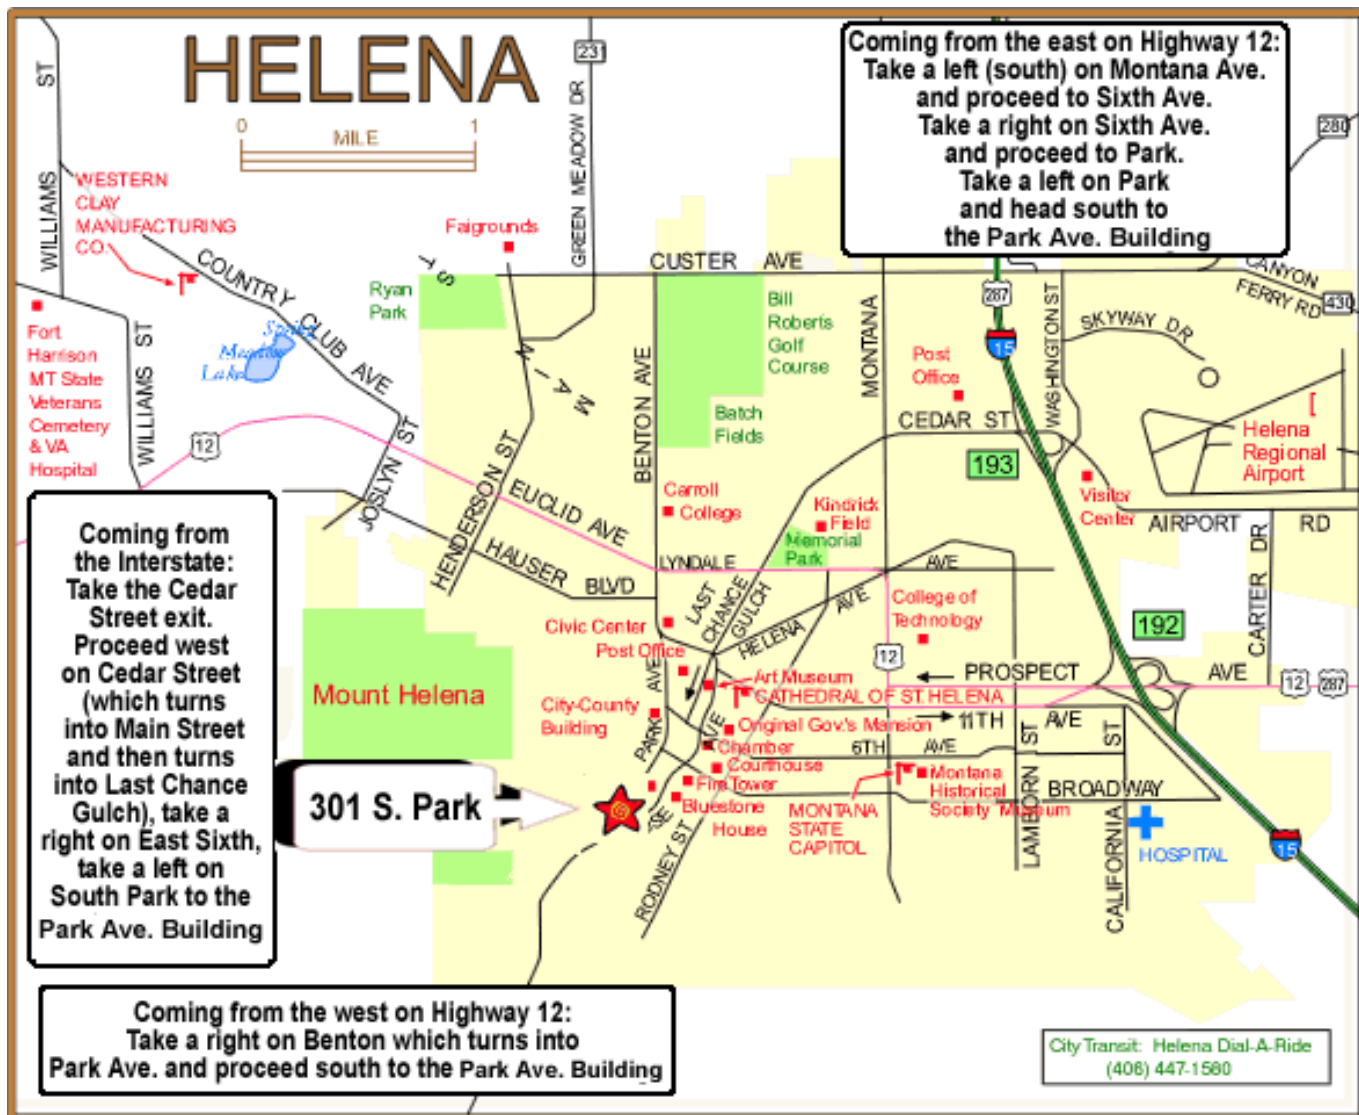 HELENA
0 1
MILE
Coming from the east on Highway 12:
Take a left (south) on Montana Ave.
and proceed to Sixth Ave.
Take a right on Sixth Ave.
and proceed to Park.
Take a left on Park
and head south to
the Park Ave. Building
231
280
GREEN MEADOW DR
WILLIAMS ST
WESTERN
CLAY
MANUFACTURING
CO.
Fairgrounds
COUNTRY CLUB AVE
CUSTER AVE
CANYON
FERRY RD
430
Ryan
Park
MAIN ST
Bill
Roberts
Golf
Course
Batch
Fields
MONTANA
287
15
WASHINGTON ST
SKYWAY DR
Post
Office
Fort
Harrison
MT State
Veterans
Cemetery
& VA
Hospital
WILLIAMS ST
Spring
Meadow
Lake
12
JOSLYN ST
HENDERSON ST
BENTON AVE
CEDAR ST
193
Helena
Regional
Airport
Visitor
Center
AIRPORT RD
CARTER DR
EUCLID AVE
HAUSER BLVD
Carroll
College
Kindrick
Field
Memorial
Park
LYNDALE AVE
LAST
CHANCE
GULCH
HELENA AVE
College of
Technology
192
Civic Center
Post Office
12
PROSPECT AVE
12
287
Mount Helena
City-County
Building
PARK AVE
Art Museum
CATHEDRAL OF ST. HELENA
Original Gov.'s Mansion
11TH AVE
Chamber
6TH AVE
Courthouse
Fire Tower
Bluestone
House
AVE
RODNEY ST
MONTANA
STATE
CAPITOL
Montana
Historical
Society Museum
LAMBORN ST
BROADWAY
CALIFORNIA ST
HOSPITAL
15
301 S. Park
Coming from
the Interstate:
Take the Cedar
Street exit.
Proceed west
on Cedar Street
(which turns
into Main Street
and then turns
into Last Chance
Gulch), take a
right on East Sixth,
take a left on
South Park to the
Park Ave. Building
Coming from the west on Highway 12:
Take a right on Benton which turns into
Park Ave. and proceed south to the Park Ave. Building
City Transit: Helena Dial-A-Ride
(406) 447-1580